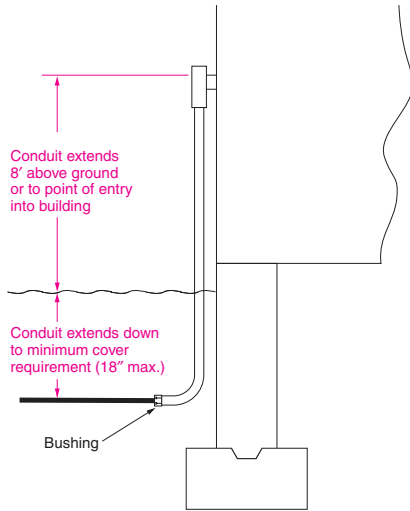 Conduit extends
8′ above ground
or to point of entry
into building
Conduit extends down
to minimum cover
requirement (18″ max.)
Bushing